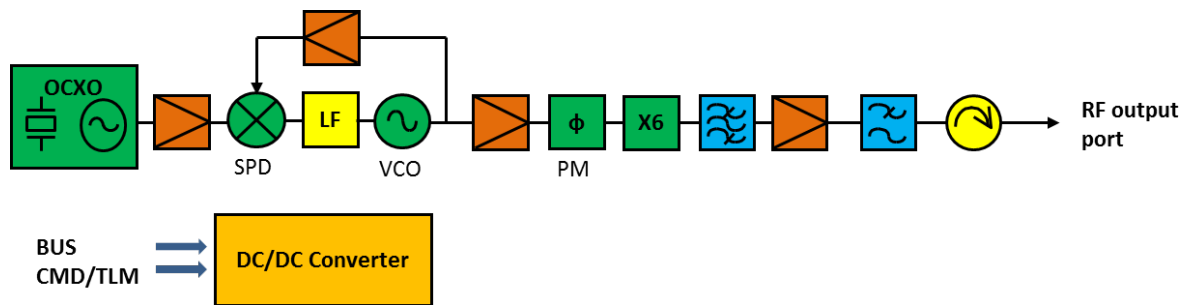 OCXO
LF
SPD
VCO
ϕ
PM
X6
RF output
port
BUS
CMD/TLM
DC/DC Converter